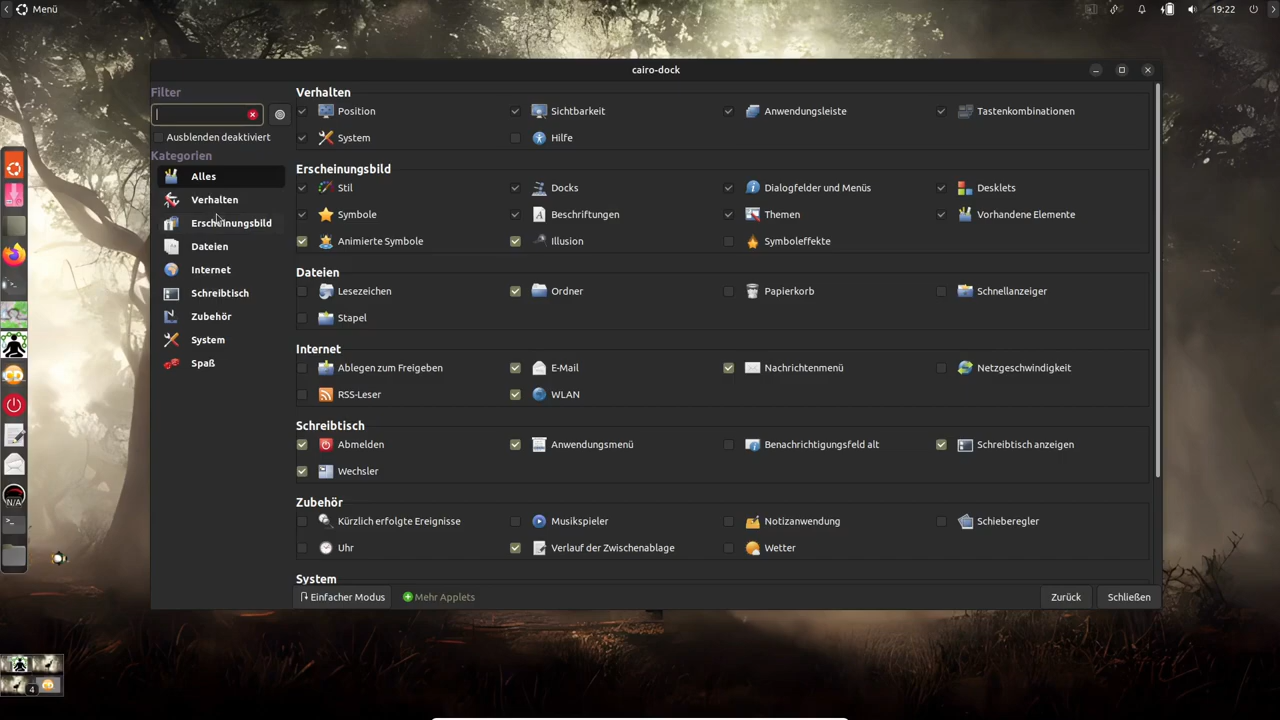 Menü
19:22
cairo-dock
Filter
Ausblenden deaktiviert
Kategorien
Alles
Verhalten
Erscheinungsbild
Dateien
Internet
Schreibtisch
Zubehör
System
Spaß
Verhalten
Position Sichtbarkeit Anwendungsleiste Tastenkombinationen
System Hilfe
Erscheinungsbild
Stil Docks Dialogfelder und Menüs Desklets
Symbole Beschriftungen Themen Vorhandene Elemente
Animierte Symbole Illusion Symboleffekte
Dateien
Lesezeichen Ordner Papierkorb Schnellanzeiger
Stapel
Internet
Ablegen zum Freigeben E-Mail Nachrichtenmenü Netzgeschwindigkeit
RSS-Leser WLAN
Schreibtisch
Abmelden Anwendungsmenü Benachrichtigungsfeld alt Schreibtisch anzeigen
Wechsler
Zubehör
Kürzlich erfolgte Ereignisse Musikspieler Notizanwendung Schieberegler
Uhr Verlauf der Zwischenablage Wetter
System
Einfacher Modus Mehr Applets Zurück Schließen
N/A
4